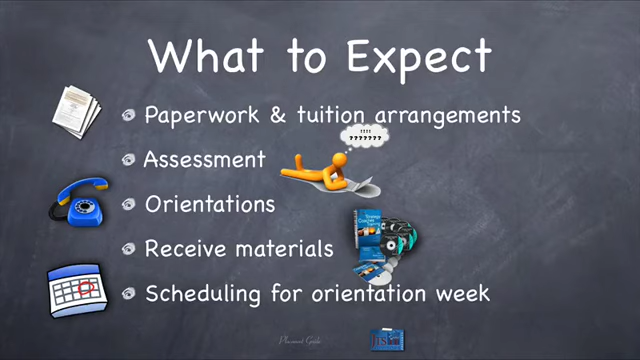 What to Expect
Paperwork & tuition arrangements
!!!!
???????
Assessment
Orientations
Receive materials
Scheduling for orientation week